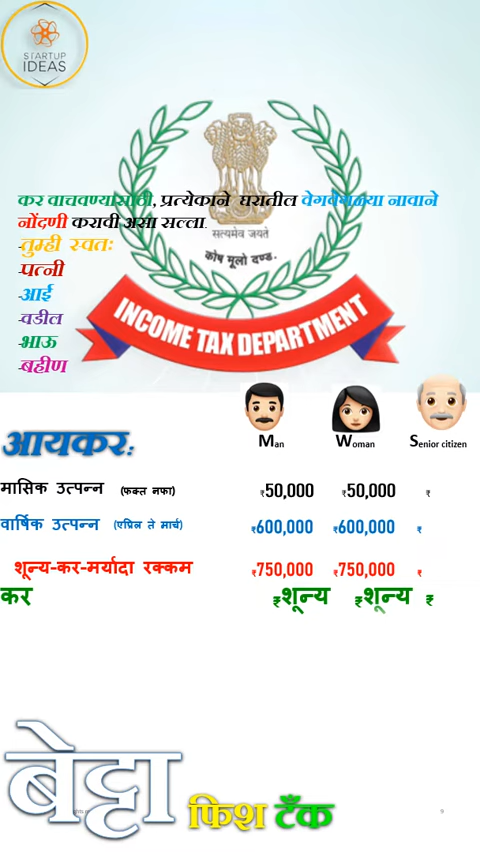 STARTUP
IDEAS
कर वाचवण्यासाठी, प्रत्येकाने घरातील वेगवेगळ्या नावाने
नोंदणी करावी असा सल्ला.
सत्यमेव जयते
-तुम्ही स्वतः
कोष मूलो दण्ड.
-पत्नी
-आई
-वडील
-भाऊ
-बहीण
INCOME TAX DEPARTMENT
आयकर:
Man Woman Senior citizen
मासिक उत्पन्न (फक्त नफा) ₹50,000 ₹50,000 ₹
वार्षिक उत्पन्न (एप्रिल ते मार्च) ₹600,000 ₹600,000 ₹
शून्य-कर-मर्यादा रक्कम ₹750,000 ₹750,000 ₹
कर ₹शून्य ₹शून्य ₹
बेट्टा
फिश टँक
9